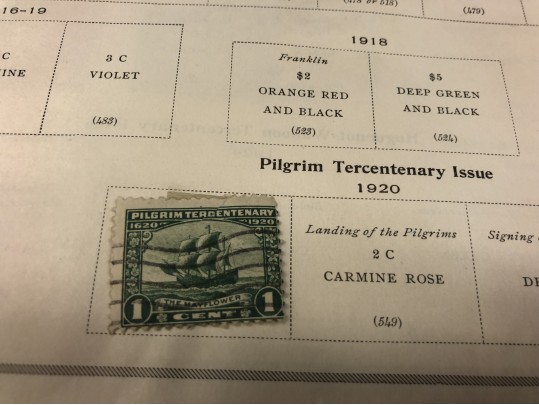 16-19
(479)
C
INE
3 C
VIOLET
(483)
1918
Franklin
$2
ORANGE RED
AND BLACK
(523)
$5
DEEP GREEN
AND BLACK
(524)
Pilgrim Tercentenary Issue
1920
PILGRIM TERCENTENARY
1620 1920
THE MAYFLOWER
1 CENT 1
Landing of the Pilgrims
2 C
CARMINE ROSE
(549)
Signing
DE